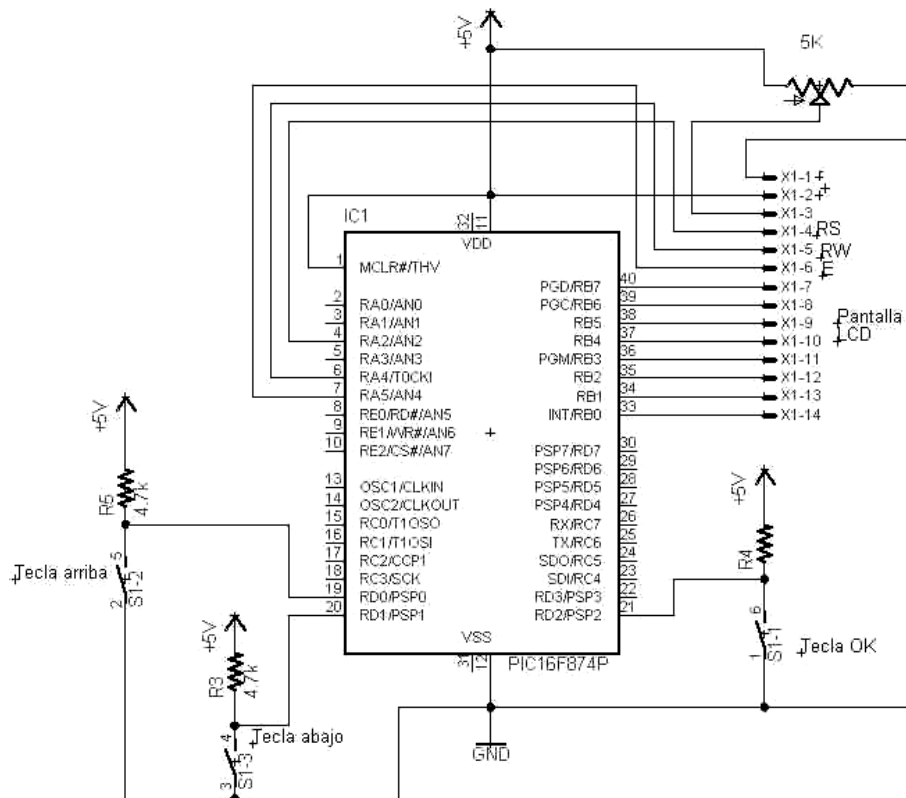 +5V
5K
X1-1
X1-2
X1-3
X1-4 RS
X1-5 RW
X1-6 E
X1-7
X1-8
X1-9
X1-10
X1-11
X1-12
X1-13
X1-14
Pantalla
LCD
IC1
32
11
VDD
1
MCLR#/THV
2
RA0/AN0
3
RA1/AN1
4
RA2/AN2
5
RA3/AN3
6
RA4/T0CKI
7
RA5/AN4
8
RE0/RD#/AN5
9
RE1/WR#/AN6
10
RE2/CS#/AN7
13
OSC1/CLKIN
14
OSC2/CLKOUT
15
RC0/T1OSO
16
RC1/T1OSI
17
RC2/CCP1
18
RC3/SCK
19
RD0/PSP0
20
RD1/PSP1
40
PGD/RB7
39
PGC/RB6
38
RB5
37
RB4
36
PGM/RB3
35
RB2
34
RB1
33
INT/RB0
30
PSP7/RD7
29
PSP6/RD6
28
PSP5/RD5
27
PSP4/RD4
26
RX/RC7
25
TX/RC6
24
SDO/RC5
23
SDI/RC4
22
RD3/PSP3
21
RD2/PSP2
VSS
31
12
PIC16F874P
GND
+5V
R5
4.7k
Tecla arriba
5
2
S1-2
+5V
R3
4.7k
Tecla abajo
4
3
S1-3
+5V
R4
6
1
S1-1
Tecla OK